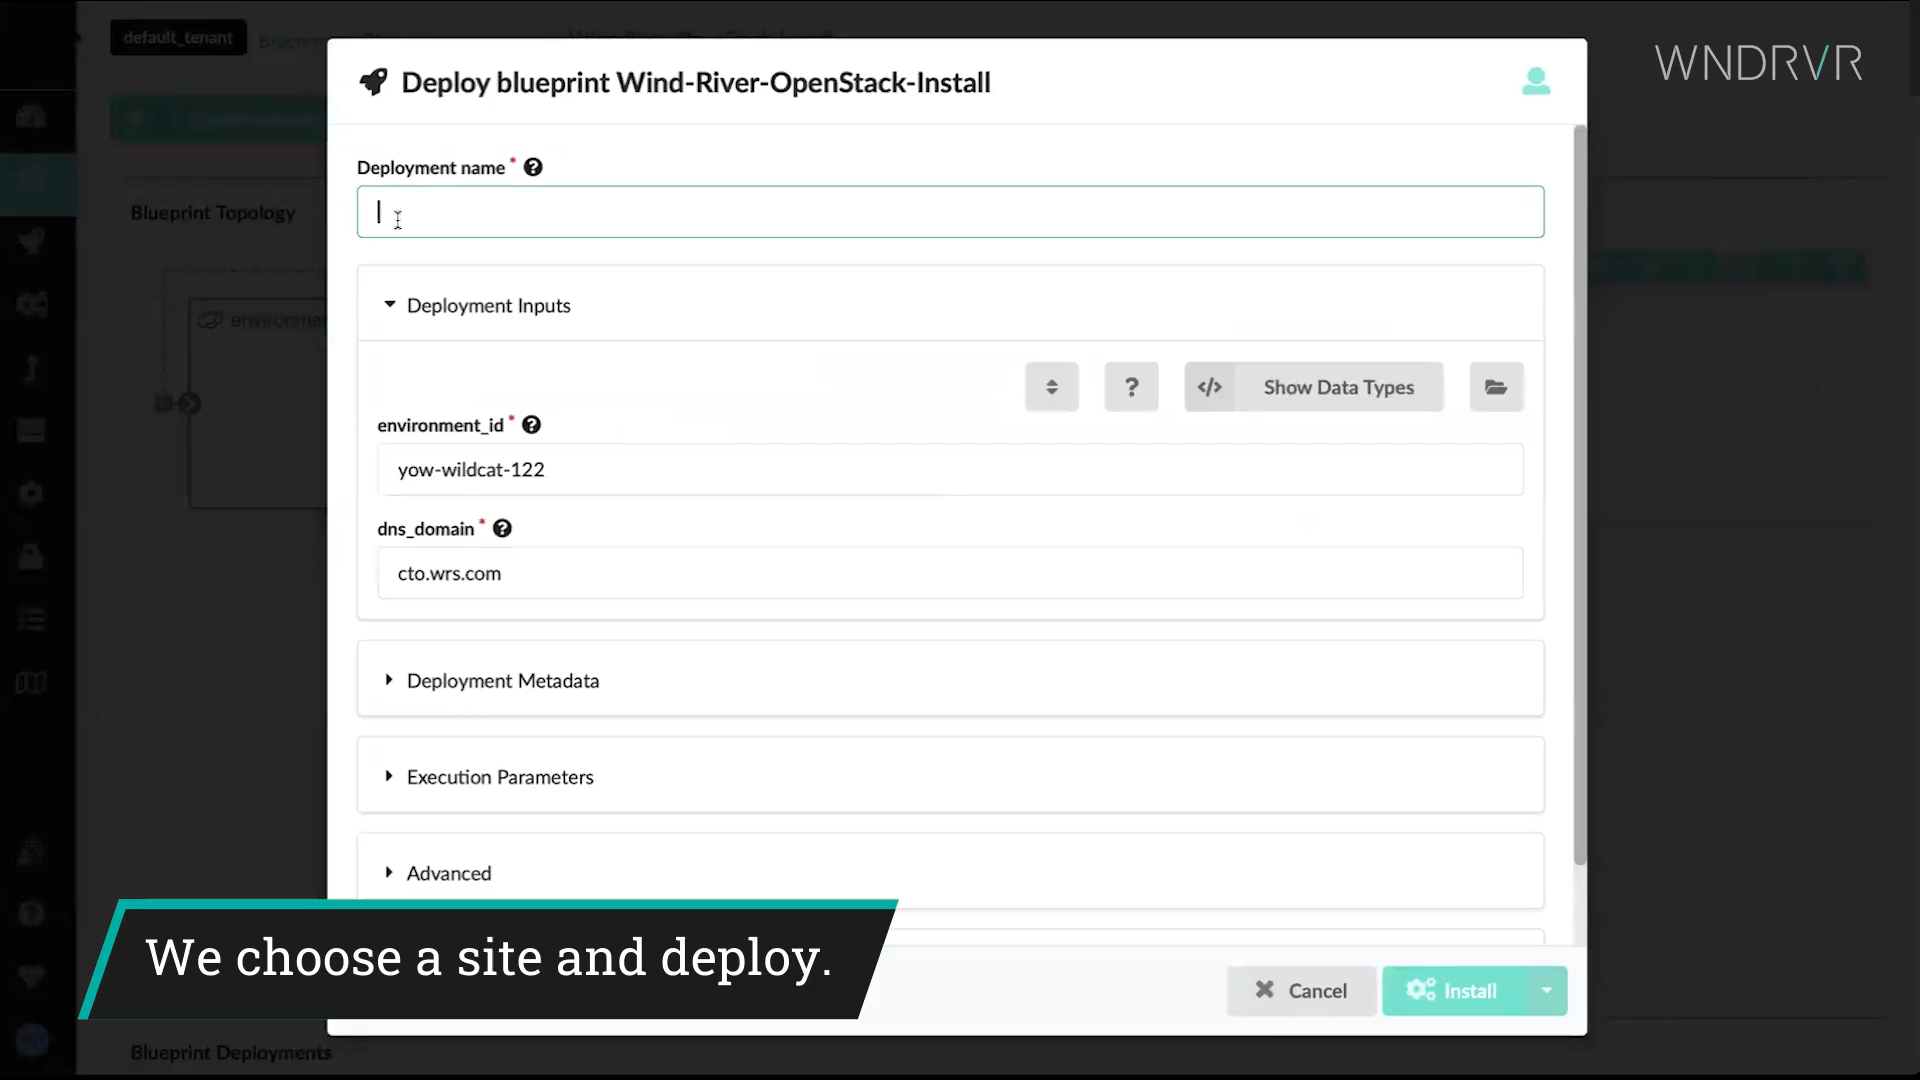 default_tenant
WNDRVR
Deploy blueprint Wind-River-OpenStack-Install
Deployment name *
Blueprint Topology
Deployment Inputs
environment
? </> Show Data Types
environment_id *
yow-wildcat-122
dns_domain *
cto.wrs.com
Deployment Metadata
Execution Parameters
Advanced
We choose a site and deploy.
Cancel
Install
Blueprint Deployments